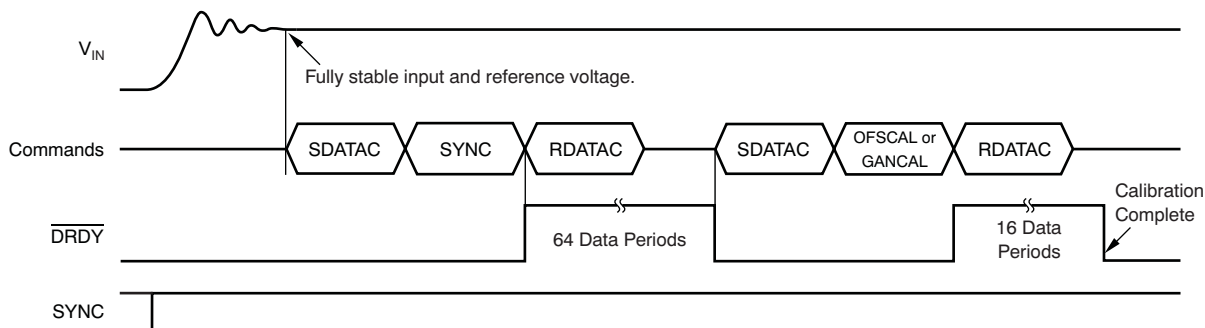 VIN
Fully stable input and reference voltage.
Commands
SDATAC
SYNC
RDATAC
SDATAC
OFSCAL or
GANCAL
RDATAC
DRDY
64 Data Periods
16 Data
Periods
Calibration
Complete
SYNC